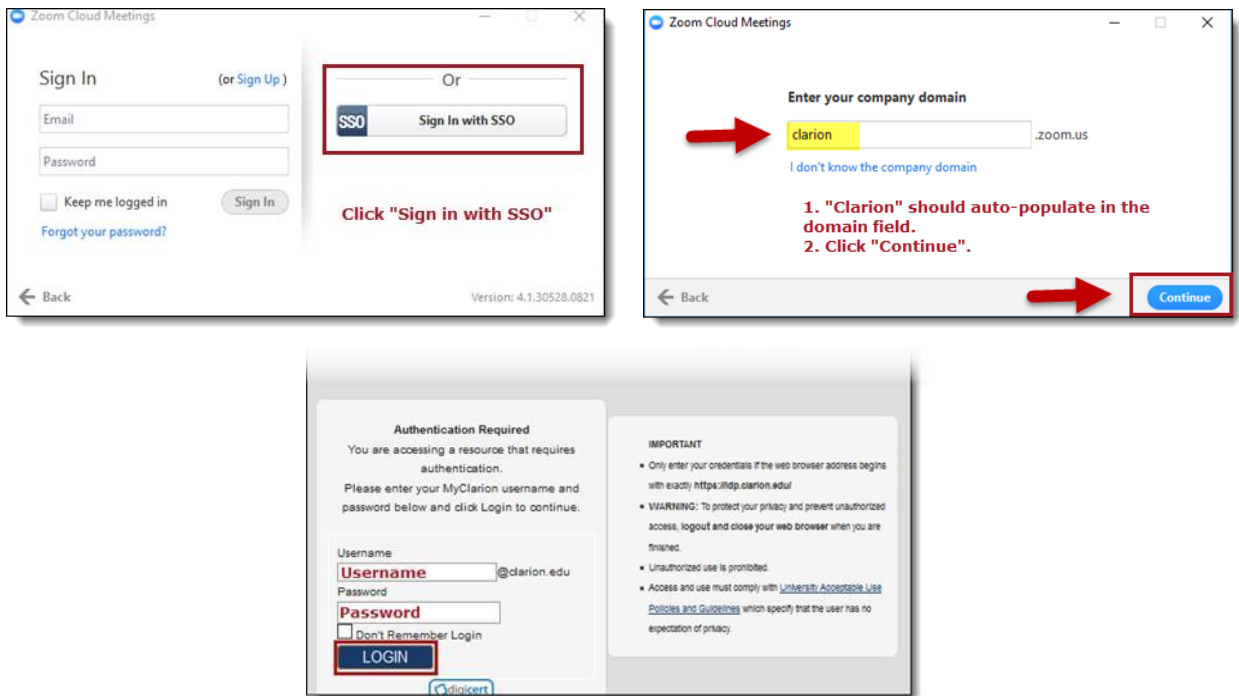 Zoom Cloud Meetings
Sign In (or Sign Up )
Email
Password
Keep me logged in Sign In
Forgot your password?
Or
SSO Sign In with SSO
Click "Sign in with SSO"
Back Version: 4.1.30528.0821
Zoom Cloud Meetings
Enter your company domain
clarion .zoom.us
I don't know the company domain
1. "Clarion" should auto-populate in the
domain field.
2. Click "Continue".
Back Continue
Authentication Required
You are accessing a resource that requires
authentication.
Please enter your MyClarion username and
password below and click Login to continue.
Username
Username @clarion.edu
Password
Password
Don't Remember Login
LOGIN
digicert
IMPORTANT
Only enter your credentials if the web browser address begins
with exactly https://idp.clarion.edu/
WARNING: To protect your privacy and prevent unauthorized
access, logout and close your web browser when you are
finished.
Unauthorized use is prohibited.
Access and use must comply with University Acceptable Use
Policies and Guidelines which specify that the user has no
expectation of privacy.